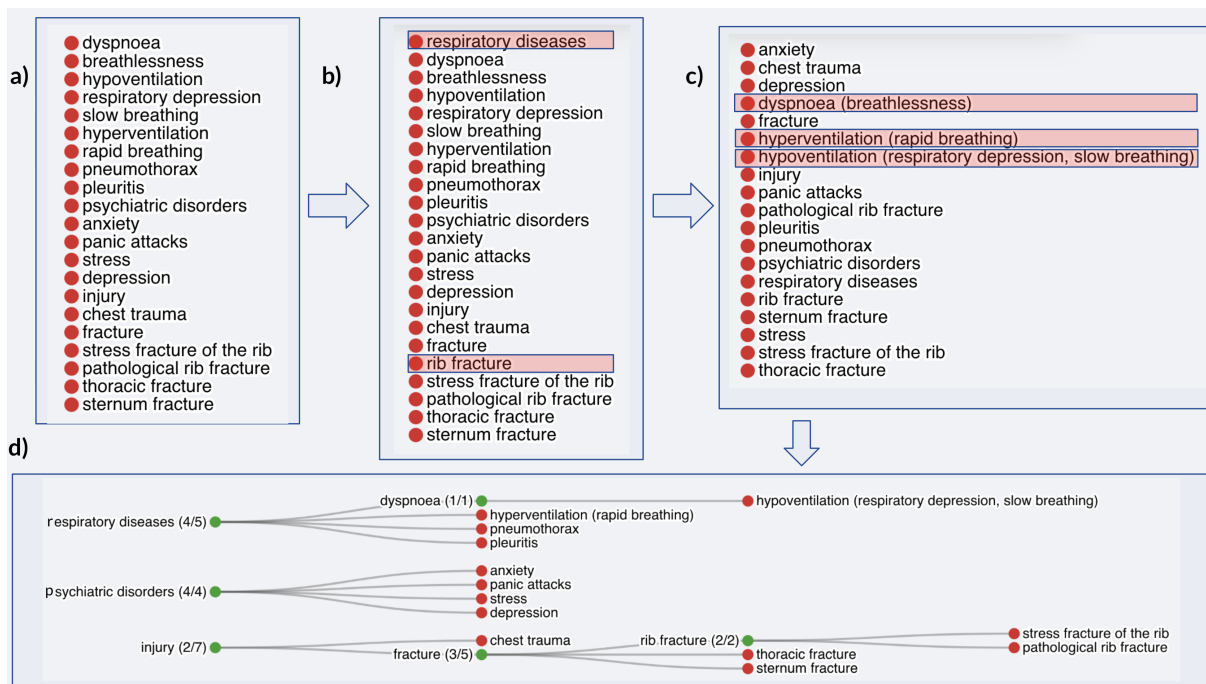 a)
dyspnoea
breathlessness
hypoventilation
respiratory depression
slow breathing
hyperventilation
rapid breathing
pneumothorax
pleuritis
psychiatric disorders
anxiety
panic attacks
stress
depression
injury
chest trauma
fracture
stress fracture of the rib
pathological rib fracture
thoracic fracture
sternum fracture
b)
respiratory diseases
dyspnoea
breathlessness
hypoventilation
respiratory depression
slow breathing
hyperventilation
rapid breathing
pneumothorax
pleuritis
psychiatric disorders
anxiety
panic attacks
stress
depression
injury
chest trauma
fracture
rib fracture
stress fracture of the rib
pathological rib fracture
thoracic fracture
sternum fracture
c)
anxiety
chest trauma
depression
dyspnoea (breathlessness)
fracture
hyperventilation (rapid breathing)
hypoventilation (respiratory depression, slow breathing)
injury
panic attacks
pathological rib fracture
pleuritis
pneumothorax
psychiatric disorders
respiratory diseases
rib fracture
sternum fracture
stress
stress fracture of the rib
thoracic fracture
d)
respiratory diseases (4/5)
dyspnoea (1/1)
hypoventilation (respiratory depression, slow breathing)
hyperventilation (rapid breathing)
pneumothorax
pleuritis
psychiatric disorders (4/4)
anxiety
panic attacks
stress
depression
injury (2/7)
chest trauma
fracture (3/5)
rib fracture (2/2)
stress fracture of the rib
pathological rib fracture
thoracic fracture
sternum fracture